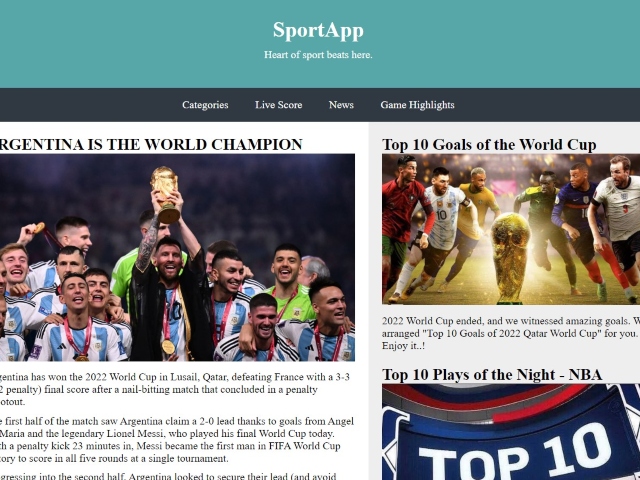 SportApp
Heart of sport beats here.
Categories Live Score News Game Highlights
RGENTINA IS THE WORLD CHAMPION
gentina has won the 2022 World Cup in Lusail, Qatar, defeating France with a 3-3
2 penalty) final score after a nail-biting match that concluded in a penalty
ootout.
e first half of the match saw Argentina claim a 2-0 lead thanks to goals from Angel
Maria and the legendary Lionel Messi, who played his final World Cup today.
th a penalty kick 23 minutes in, Messi became the first man in FIFA World Cup
tory to score in all five rounds at a single tournament.
gressing into the second half, Argentina looked to secure their lead (and avoid
Top 10 Goals of the World Cup
10
2022 World Cup ended, and we witnessed amazing goals. W
arranged "Top 10 Goals of 2022 Qatar World Cup" for you.
Enjoy it..!
Top 10 Plays of the Night - NBA
TOP 10